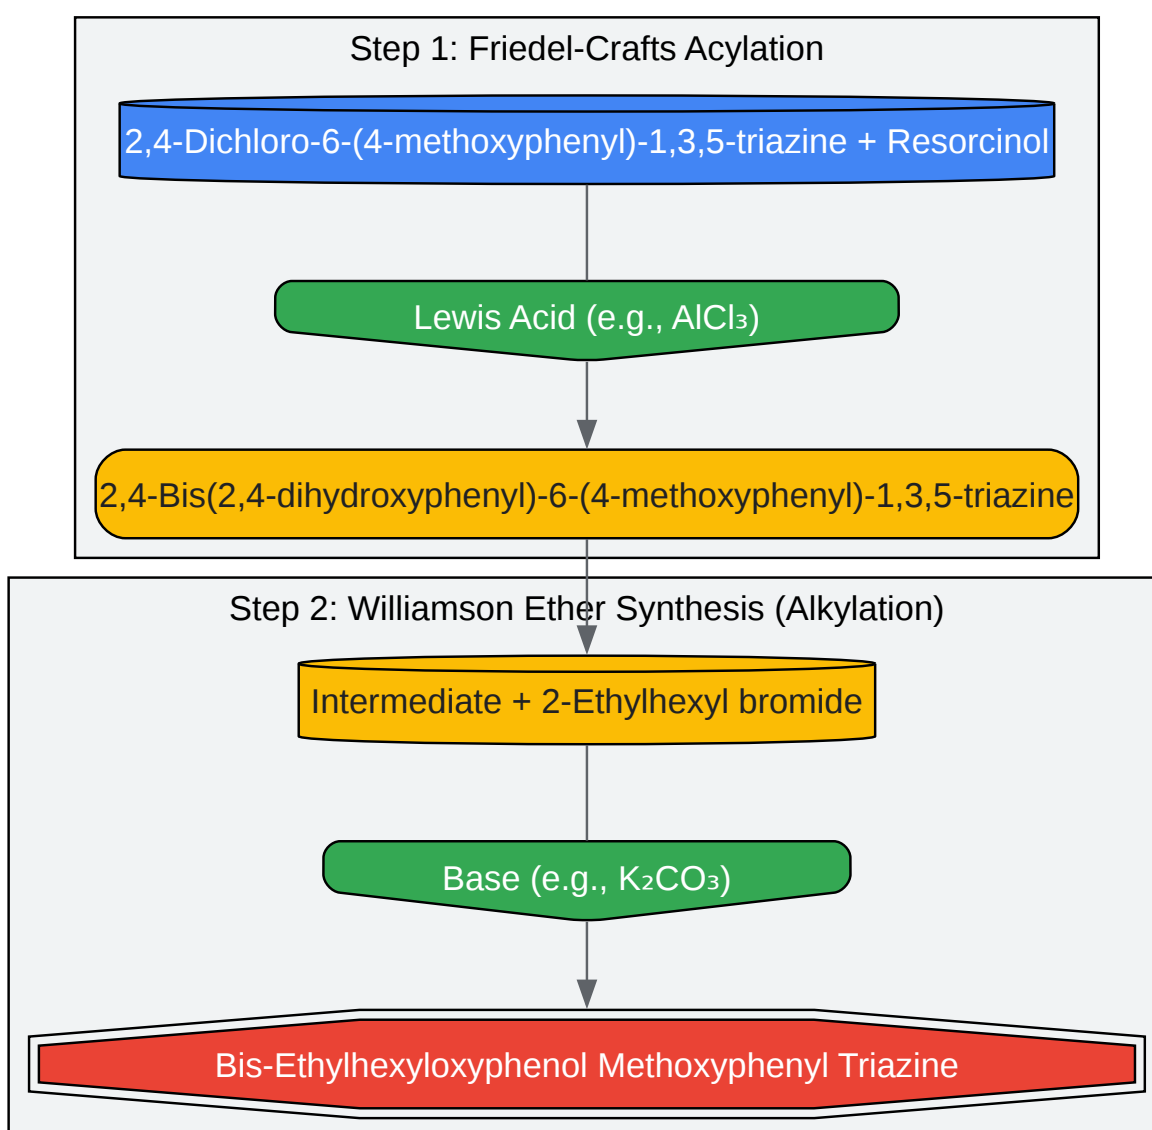 Step 1: Friedel-Crafts Acylation
2,4-Dichloro-6-(4-methoxyphenyl)-1,3,5-triazine + Resorcinol
Lewis Acid (e.g., AlCl₃)
2,4-Bis(2,4-dihydroxyphenyl)-6-(4-methoxyphenyl)-1,3,5-triazine
Step 2: Williamson Ether Synthesis (Alkylation)
Intermediate + 2-Ethylhexyl bromide
Base (e.g., K₂CO₃)
Bis-Ethylhexyloxyphenol Methoxyphenyl Triazine